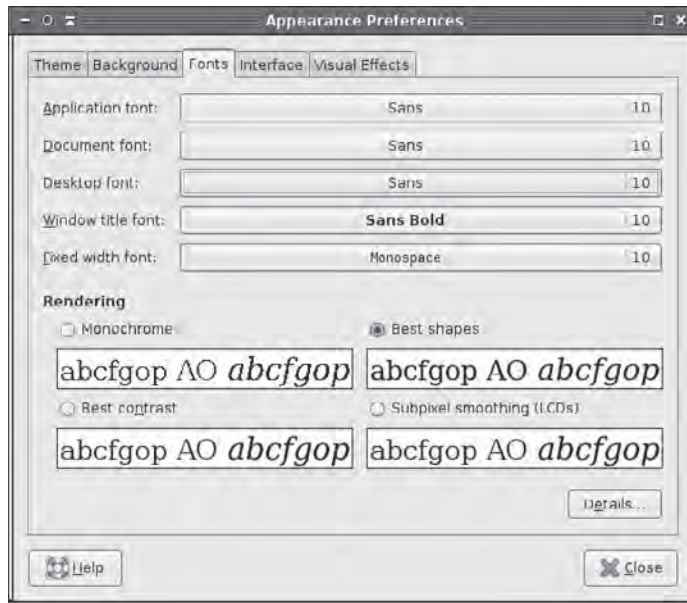 Appearance Preferences
Theme Background Fonts Interface Visual Effects
Application font: Sans 10
Document font: Sans 10
Desktop font: Sans 10
Window title font: Sans Bold 10
Fixed width font: Monospace 10
Rendering
Monochrome Best shapes
abcfgop AO abcfgop abcfgop AO abcfgop
Best contrast Subpixel smoothing (LCDs)
abcfgop AO abcfgop abcfgop AO abcfgop
Details...
Help Close